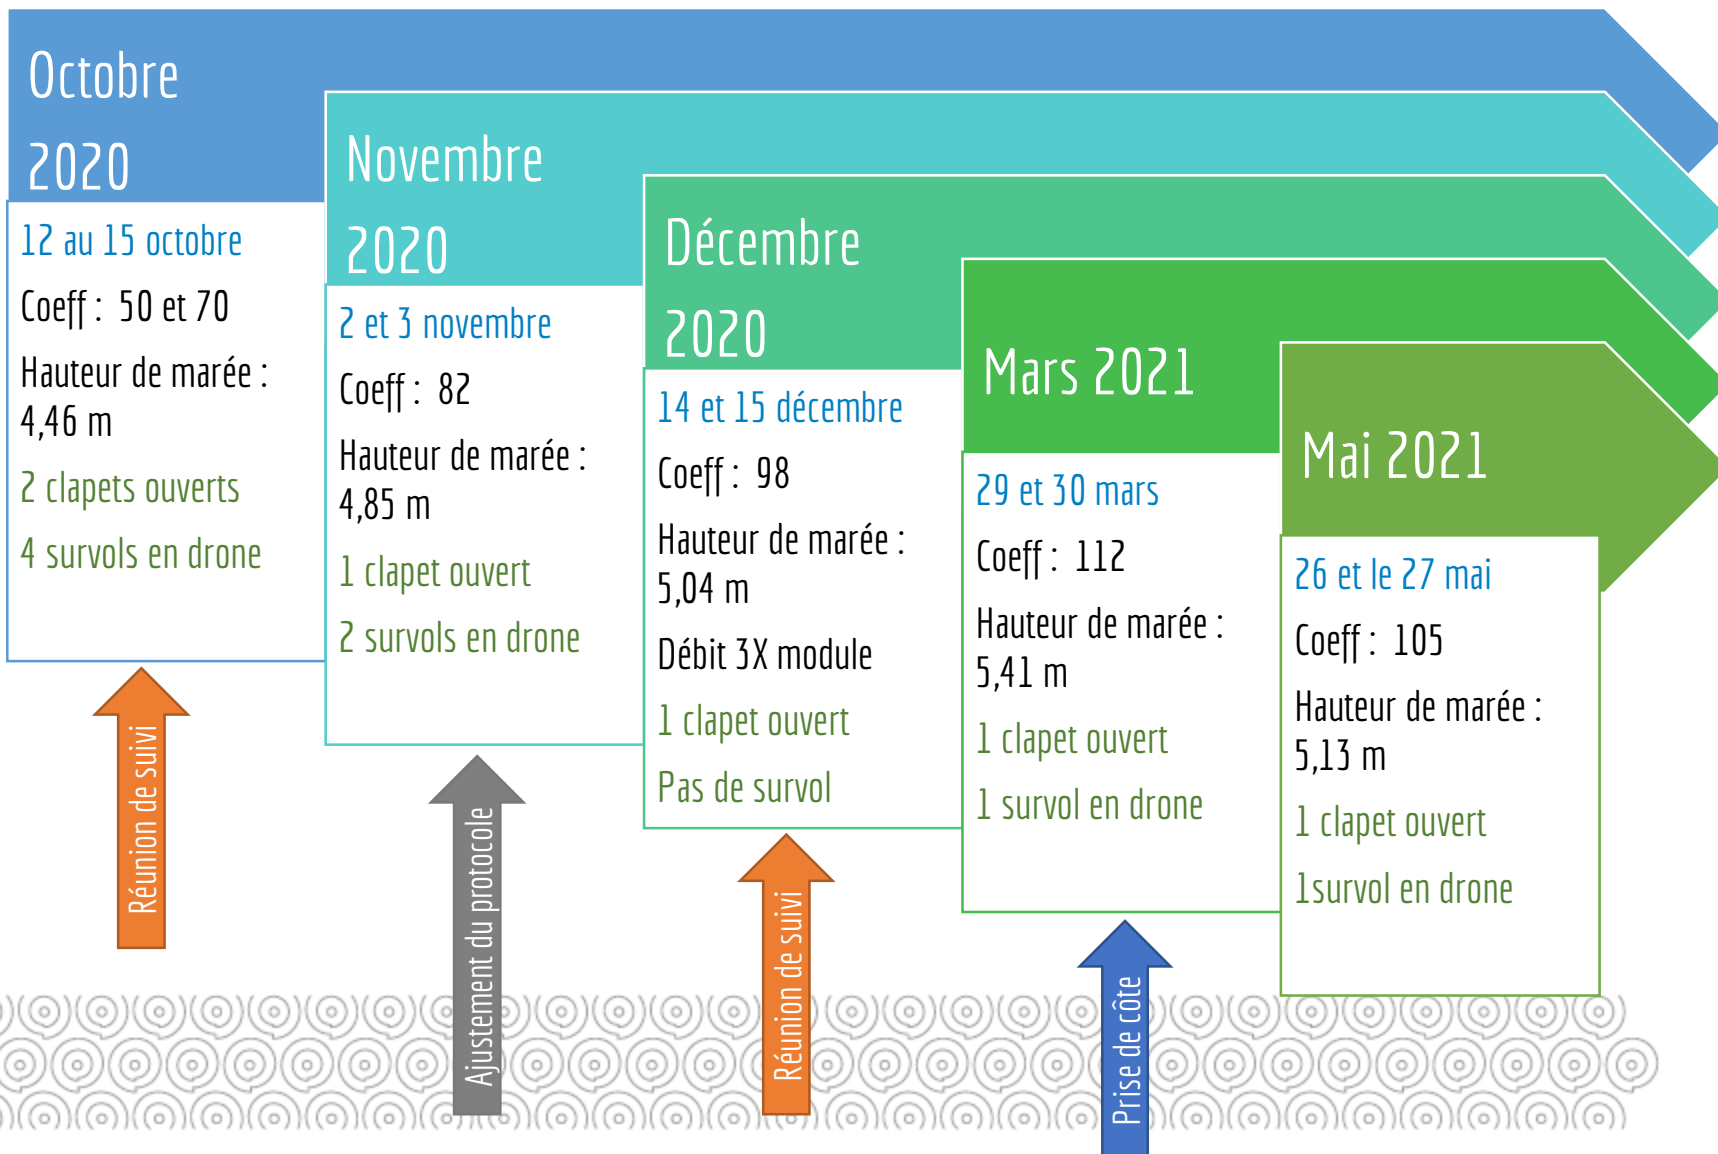 Octobre
2020
12 au 15 octobre
Coeff : 50 et 70
Hauteur de marée :
4,46 m
2 clapets ouverts
4 survols en drone
Réunion de suivi
Novembre
2020
2 et 3 novembre
Coeff : 82
Hauteur de marée :
4,85 m
1 clapet ouvert
2 survols en drone
Ajustement du protocole
Décembre
2020
14 et 15 décembre
Coeff : 98
Hauteur de marée :
5,04 m
Débit 3X module
1 clapet ouvert
Pas de survol
Réunion de suivi
Mars 2021
29 et 30 mars
Coeff : 112
Hauteur de marée :
5,41 m
1 clapet ouvert
1 survol en drone
Prise de côte
Mai 2021
26 et le 27 mai
Coeff : 105
Hauteur de marée :
5,13 m
1 clapet ouvert
1survol en drone